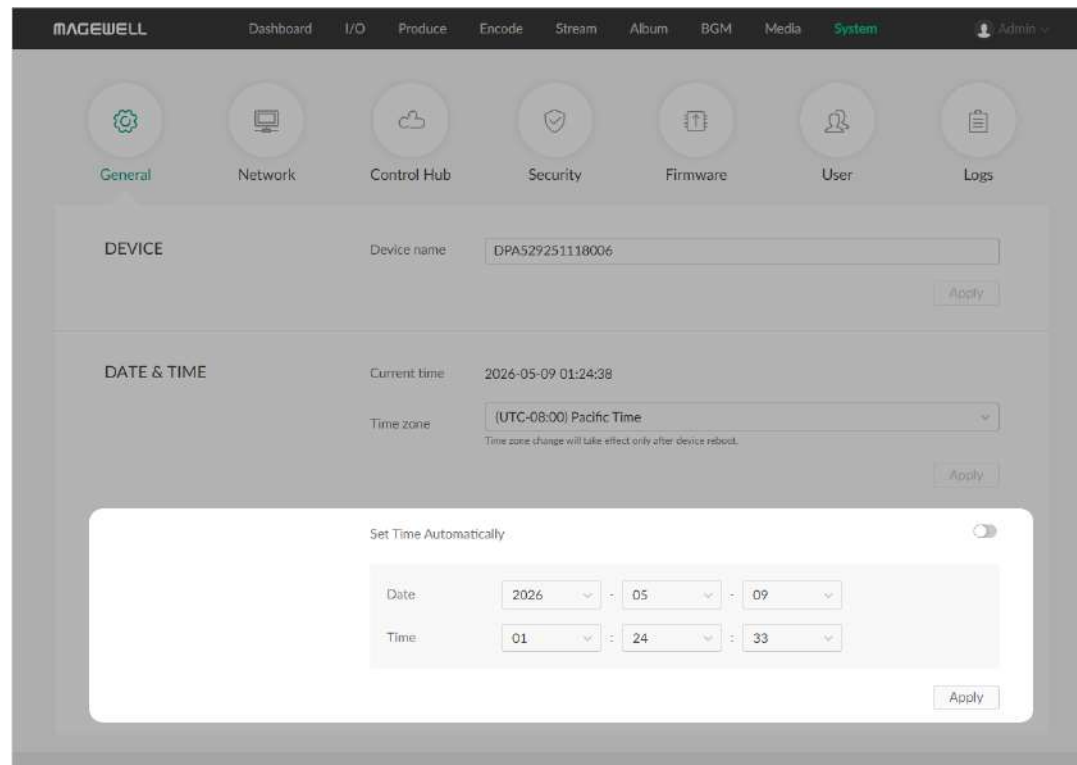 MAGEWELL Dashboard I/O Produce Encode Stream Album BGM Media System Admin
General Network Control Hub Security Firmware User Logs
DEVICE Device name DPA529251118006
Apply
DATE & TIME Current time 2026-05-09 01:24:38
Time zone (UTC-08:00) Pacific Time
Time zone change will take effect only after device reboot.
Apply
Set Time Automatically
Date 2026 - 05 - 09
Time 01 : 24 : 33
Apply